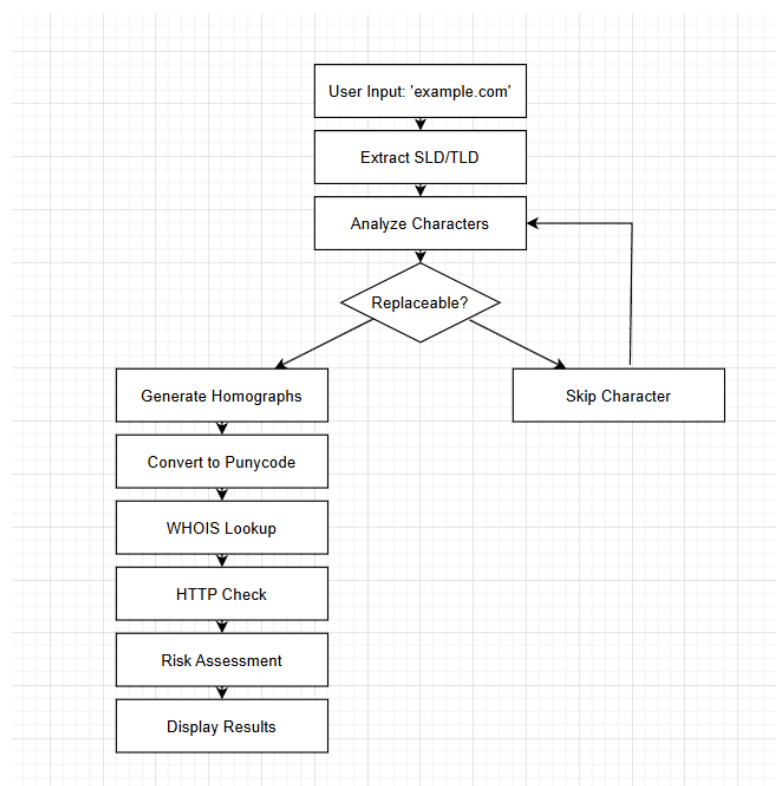 User Input: 'example.com'
Extract SLD/TLD
Analyze Characters
Replaceable?
Generate Homographs
Skip Character
Convert to Punycode
WHOIS Lookup
HTTP Check
Risk Assessment
Display Results